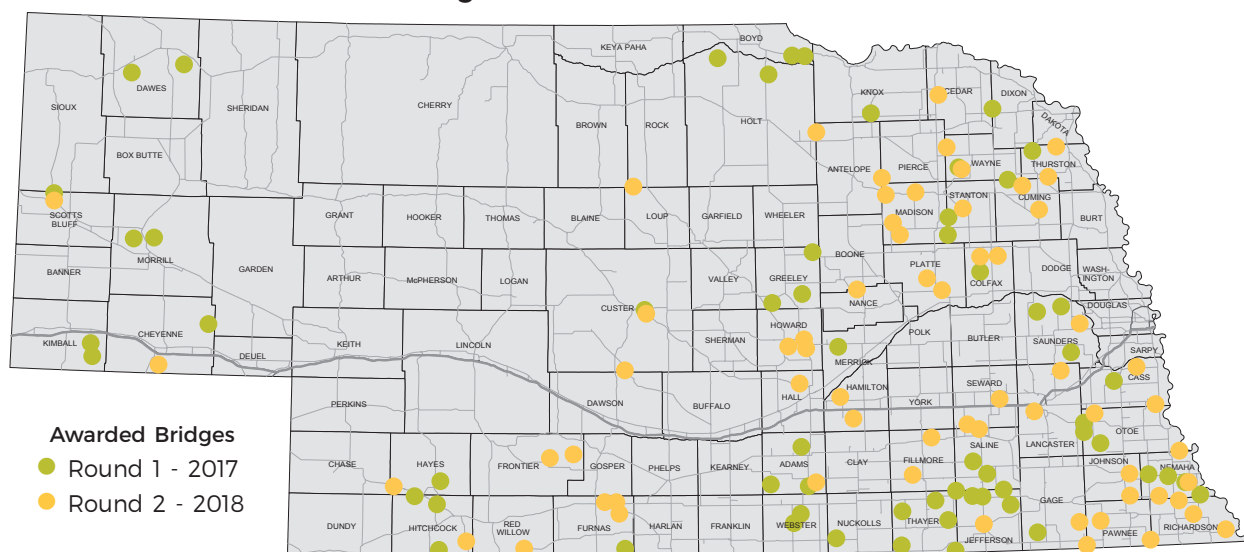 BOYD
KEYA PAHA
KNOX
CEDAR
DIXON
DAWES
SIOUX
SHERIDAN
CHERRY
BROWN
ROCK
HOLT
DAKOTA
BOX BUTTE
ANTELOPE
PIERCE
WAYNE
THURSTON
SCOTTS
BLUFF
GRANT
HOOKER
THOMAS
BLAINE
LOUP
GARFIELD
WHEELER
MADISON
STANTON
CUMING
BURT
MORRILL
BANNER
GARDEN
ARTHUR
McPHERSON
LOGAN
VALLEY
GREELEY
BOONE
PLATTE
COLFAX
DODGE
WASH-
INGTON
CUSTER
NANCE
DOUGLAS
KIMBALL
CHEYENNE
DEUEL
KEITH
LINCOLN
SHERMAN
HOWARD
MERRICK
POLK
BUTLER
SAUNDERS
SARPY
CASS
PERKINS
DAWSON
BUFFALO
HALL
HAMILTON
YORK
SEWARD
Awarded Bridges
Round 1 - 2017
Round 2 - 2018
CHASE
HAYES
FRONTIER
GOSPER
PHELPS
KEARNEY
ADAMS
CLAY
FILLMORE
SALINE
LANCASTER
OTOE
JOHNSON
NEMAHA
DUNDY
HITCHCOCK
RED
WILLOW
FURNAS
HARLAN
FRANKLIN
WEBSTER
NUCKOLLS
THAYER
JEFFERSON
GAGE
PAWNEE
RICHARDSON